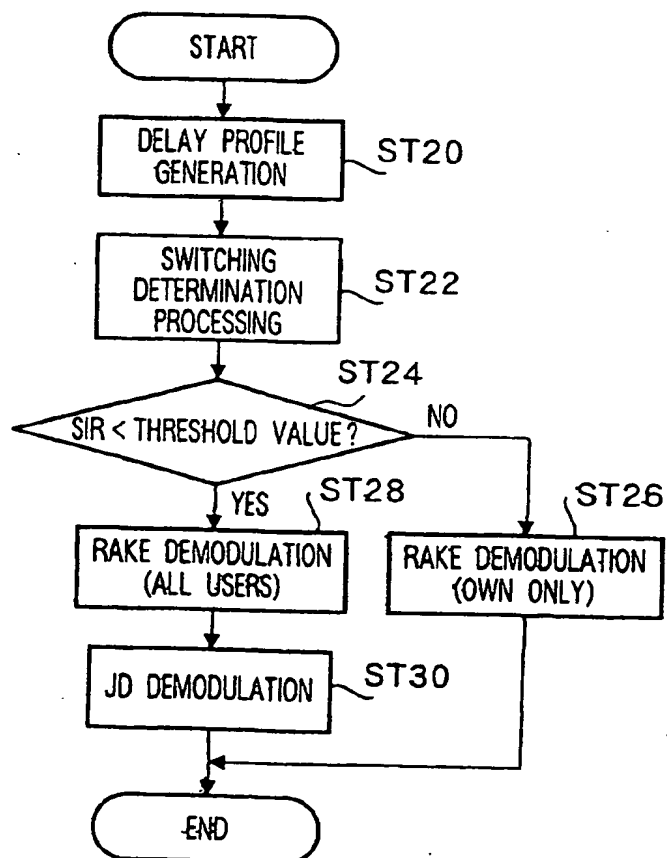 START
DELAY PROFILE
GENERATION
ST20
SWITCHING
DETERMINATION
PROCESSING
ST22
ST24
SIR < THRESHOLD VALUE?
NO
YES
ST28
RAKE DEMODULATION
(ALL USERS)
ST26
RAKE DEMODULATION
(OWN ONLY)
JD DEMODULATION
ST30
END